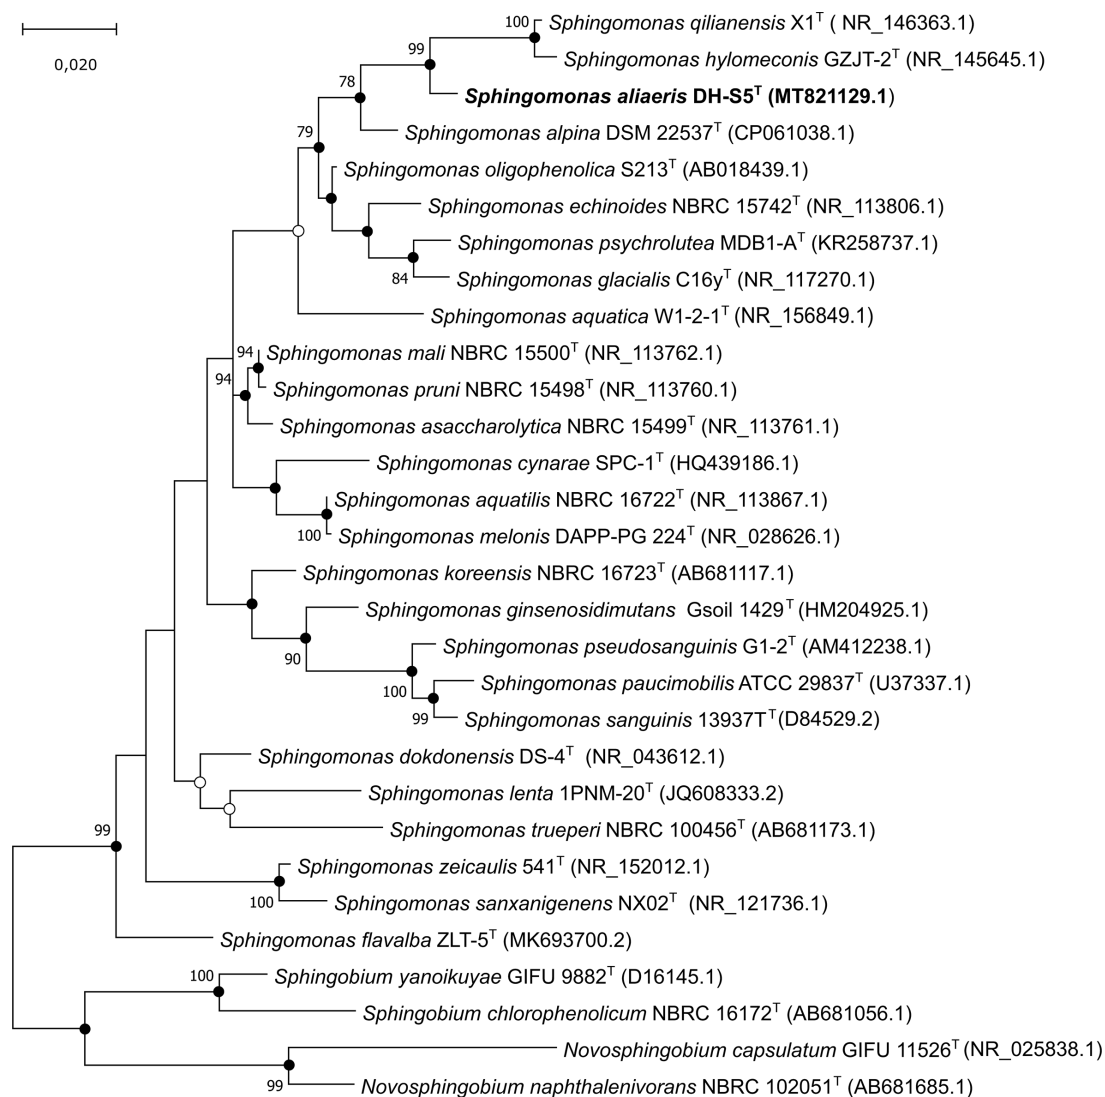 100 Sphingomonas qilianensis X1T ( NR_146363.1)
0,020
99 Sphingomonas hylomeconis GZJT-2T (NR_145645.1)
78 Sphingomonas aliaeris DH-S5T (MT821129.1)
79 Sphingomonas alpina DSM 22537T (CP061038.1)
Sphingomonas oligophenolica S213T (AB018439.1)
Sphingomonas echinoides NBRC 15742T (NR_113806.1)
Sphingomonas psychrolutea MDB1-AT (KR258737.1)
84 Sphingomonas glacialis C16yT (NR_117270.1)
Sphingomonas aquatica W1-2-1T (NR_156849.1)
94 Sphingomonas mali NBRC 15500T (NR_113762.1)
94 Sphingomonas pruni NBRC 15498T (NR_113760.1)
Sphingomonas asaccharolytica NBRC 15499T (NR_113761.1)
Sphingomonas cynarae SPC-1T (HQ439186.1)
Sphingomonas aquatilis NBRC 16722T (NR_113867.1)
100 Sphingomonas melonis DAPP-PG 224T (NR_028626.1)
Sphingomonas koreensis NBRC 16723T (AB681117.1)
Sphingomonas ginsenosidimutans Gsoil 1429T (HM204925.1)
90 Sphingomonas pseudosanguinis G1-2T (AM412238.1)
100 Sphingomonas paucimobilis ATCC 29837T (U37337.1)
99 Sphingomonas sanguinis 13937TT(D84529.2)
Sphingomonas dokdonensis DS-4T (NR_043612.1)
Sphingomonas lenta 1PNM-20T (JQ608333.2)
99 Sphingomonas trueperi NBRC 100456T (AB681173.1)
Sphingomonas zeicaulis 541T (NR_152012.1)
100 Sphingomonas sanxanigenens NX02T (NR_121736.1)
Sphingomonas flavalba ZLT-5T (MK693700.2)
100 Sphingobium yanoikuyae GIFU 9882T (D16145.1)
Sphingobium chlorophenolicum NBRC 16172T (AB681056.1)
Novosphingobium capsulatum GIFU 11526T (NR_025838.1)
99 Novosphingobium naphthalenivorans NBRC 102051T (AB681685.1)